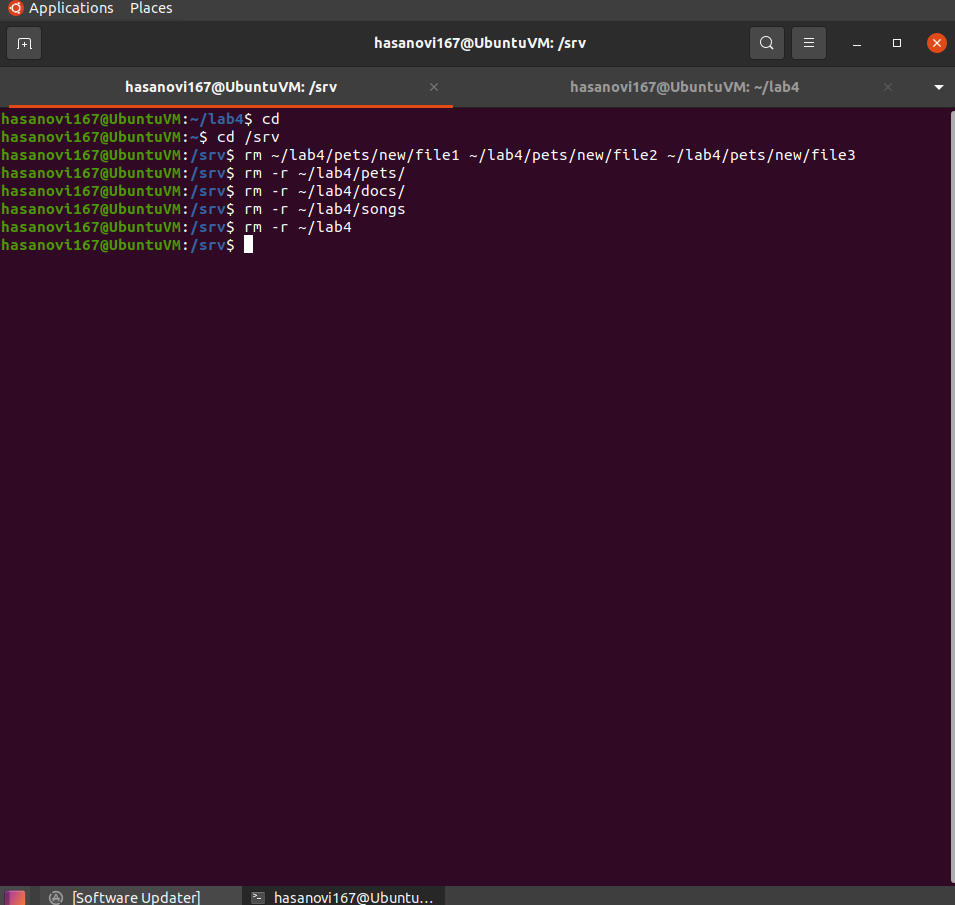 Applications Places
hasanovi167@UbuntuVM: /srv
hasanovi167@UbuntuVM: /srv hasanovi167@UbuntuVM: ~/lab4
hasanovi167@UbuntuVM:~/lab4$ cd
hasanovi167@UbuntuVM:~$ cd /srv
hasanovi167@UbuntuVM:/srv$ rm ~/lab4/pets/new/file1 ~/lab4/pets/new/file2 ~/lab4/pets/new/file3
hasanovi167@UbuntuVM:/srv$ rm -r ~/lab4/pets/
hasanovi167@UbuntuVM:/srv$ rm -r ~/lab4/docs/
hasanovi167@UbuntuVM:/srv$ rm -r ~/lab4/songs
hasanovi167@UbuntuVM:/srv$ rm -r ~/lab4
hasanovi167@UbuntuVM:/srv$
[Software Updater] hasanovi167@Ubuntu...